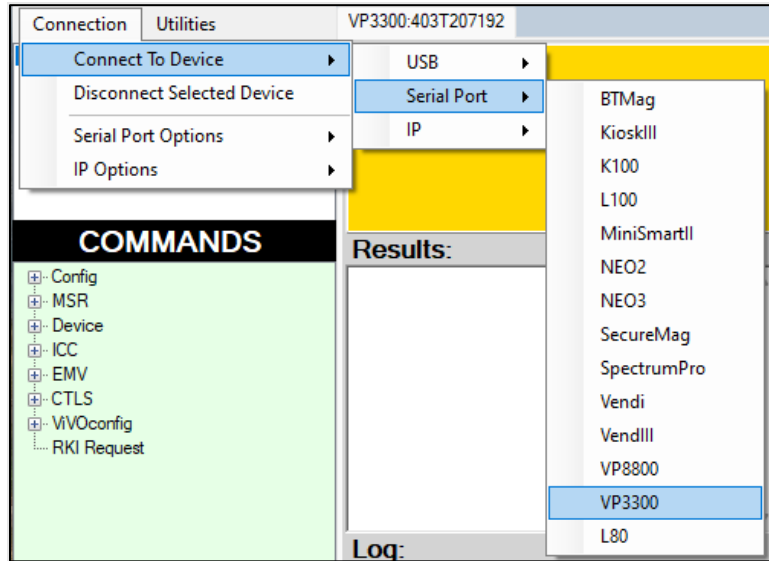 Connection Utilities VP3300:403T207192
Connect To Device
Disconnect Selected Device
Serial Port Options
IP Options
USB
Serial Port
IP
BTMag
KioskIII
K100
L100
MiniSmartII
NEO2
NEO3
SecureMag
SpectrumPro
Vendi
VendIII
VP8800
VP3300
L80
COMMANDS
Config
MSR
Device
ICC
EMV
CTLS
ViVOconfig
RKI Request
Results:
Log: